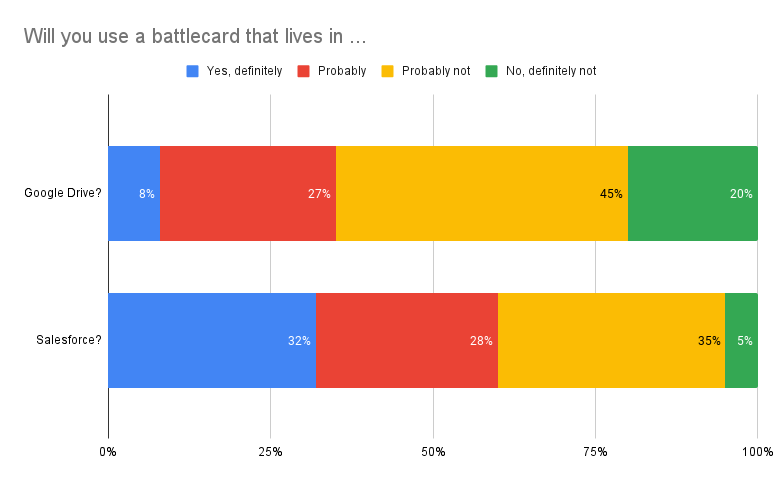 Will you use a battlecard that lives in ...
Yes, definitely Probably Probably not No, definitely not
Google Drive? 8% 27% 45% 20%
Salesforce? 32% 28% 35% 5%
0% 25% 50% 75% 100%